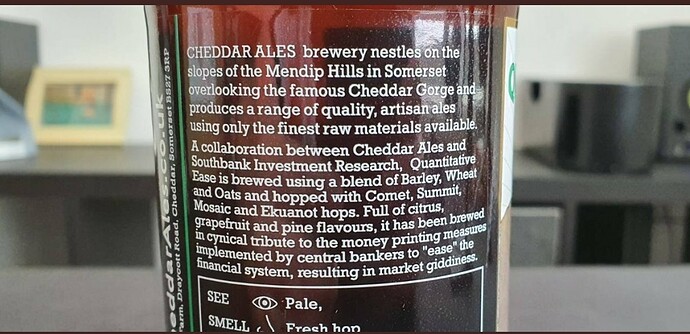 CHEDDAR ALES brewery nestles on the
slopes of the Mendip Hills in Somerset
overlooking the famous Cheddar Gorge and
produces a range of quality, artisan ales
using only the finest raw materials available.
A collaboration between Cheddar Ales and
Southbank Investment Research, Quantitative
Ease is brewed using a blend of Barley, Wheat
and Oats and hopped with Comet, Summit,
Mosaic and Ekuanot hops. Full of citrus,
grapefruit and pine flavours, it has been brewed
in cynical tribute to the money printing measures
implemented by central bankers to "ease" the
financial system, resulting in market giddiness.
SEE Pale,
SMELL Fresh hop
eddarAles.co.uk
arm, Draycott Road, Cheddar, Somerset BS27 3RP